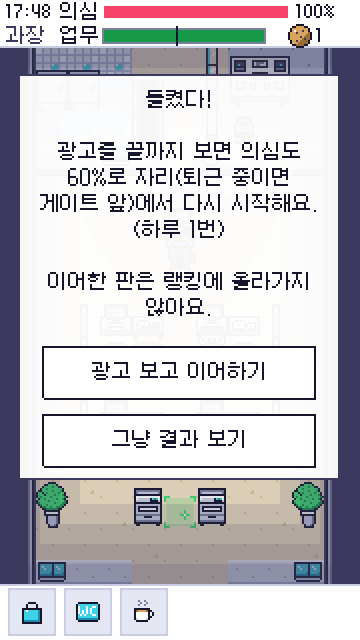 17:48 의심 100%
과장 업무 1
들켰다!
광고를 끝까지 보면 의심도
60%로 자리(퇴근 중이면
게이트 앞)에서 다시 시작해요.
(하루 1번)
이어한 판은 랭킹에 올라가지
않아요.
광고 보고 이어하기
그냥 결과 보기
WC